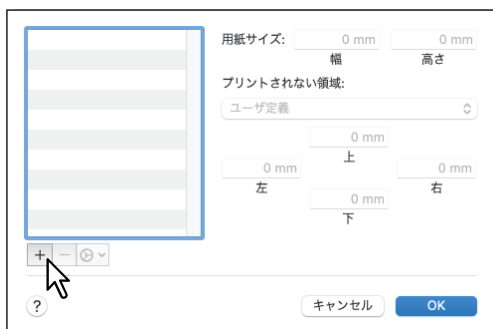 用紙サイズ: 0 mm 0 mm
幅 高さ
プリントされない領域:
ユーザ定義
0 mm
上
0 mm 0 mm
左 右
0 mm
下
+ −
? キャンセル OK